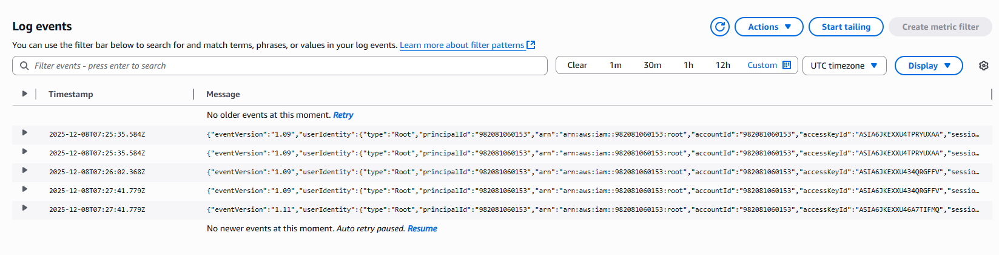 Log events
Actions
Start tailing
Create metric filter
You can use the filter bar below to search for and match terms, phrases, or values in your log events. Learn more about filter patterns
Filter events - press enter to search
Clear 1m 30m 1h 12h Custom
UTC timezone
Display
Timestamp Message
No older events at this moment. Retry
2025-12-08T07:25:35.584Z {"eventVersion":"1.09","userIdentity":{"type":"Root","principalId":"982081060153","arn":"arn:aws:iam::982081060153:root","accountId":"982081060153","accessKeyId":"ASIA6JKEXXU4TPRYUXAA","sessio…
2025-12-08T07:25:35.584Z {"eventVersion":"1.09","userIdentity":{"type":"Root","principalId":"982081060153","arn":"arn:aws:iam::982081060153:root","accountId":"982081060153","accessKeyId":"ASIA6JKEXXU4TPRYUXAA","sessio…
2025-12-08T07:26:02.368Z {"eventVersion":"1.09","userIdentity":{"type":"Root","principalId":"982081060153","arn":"arn:aws:iam::982081060153:root","accountId":"982081060153","accessKeyId":"ASIA6JKEXXU434QRGFFV","sessio…
2025-12-08T07:27:41.779Z {"eventVersion":"1.09","userIdentity":{"type":"Root","principalId":"982081060153","arn":"arn:aws:iam::982081060153:root","accountId":"982081060153","accessKeyId":"ASIA6JKEXXU434QRGFFV","sessio…
2025-12-08T07:27:41.779Z {"eventVersion":"1.11","userIdentity":{"type":"Root","principalId":"982081060153","arn":"arn:aws:iam::982081060153:root","accountId":"982081060153","accessKeyId":"ASIA6JKEXXU46A7TIFMQ","sessio…
No newer events at this moment. Auto retry paused. Resume